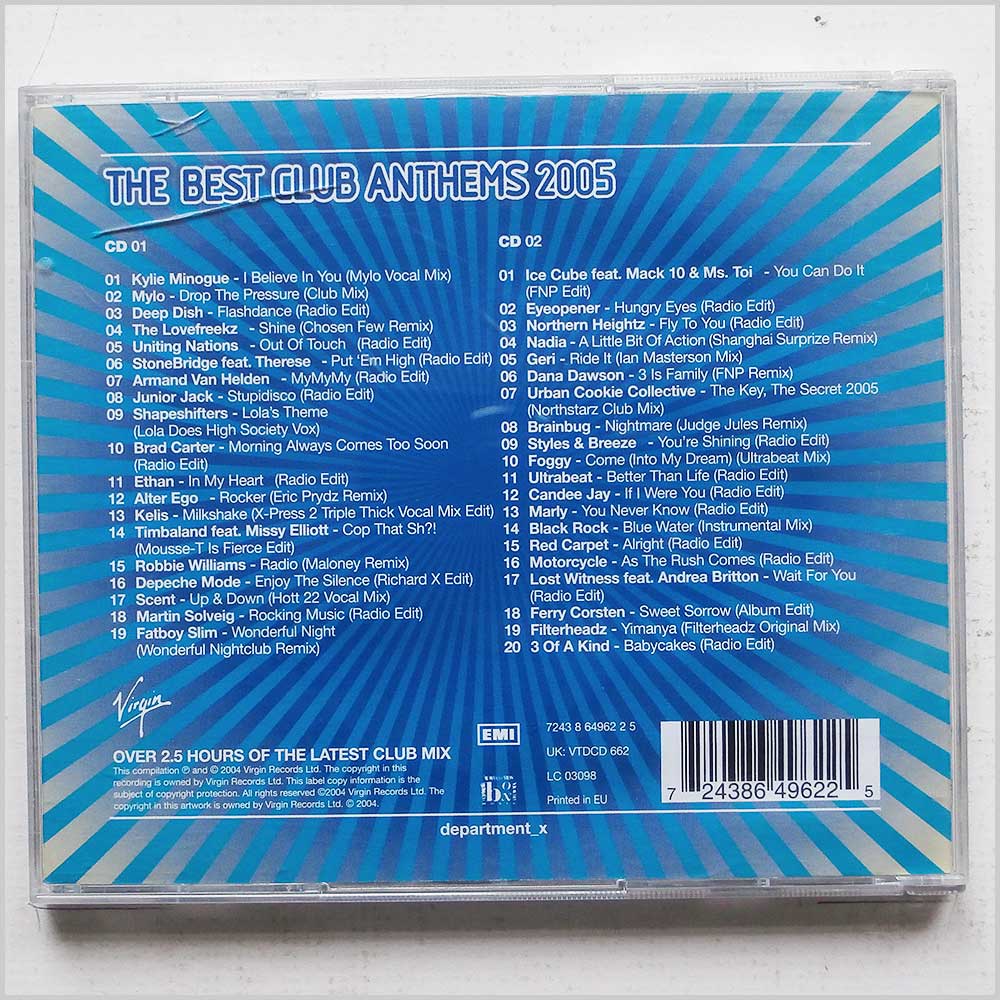 THE BEST CLUB ANTHEMS 2005
CD 01
01 Kylie Minogue - I Believe In You (Mylo Vocal Mix)
02 Mylo - Drop The Pressure (Club Mix)
03 Deep Dish - Flashdance (Radio Edit)
04 The Lovefreekz - Shine (Chosen Few Remix)
05 Uniting Nations - Out Of Touch (Radio Edit)
06 StoneBridge feat. Therese - Put 'Em High (Radio Edit)
07 Armand Van Helden - MyMyMy (Radio Edit)
08 Junior Jack - Stupidisco (Radio Edit)
09 Shapeshifters - Lola's Theme
(Lola Does High Society Vox)
10 Brad Carter - Morning Always Comes Too Soon
(Radio Edit)
11 Ethan - In My Heart (Radio Edit)
12 Alter Ego - Rocker (Eric Prydz Remix)
13 Kelis - Milkshake (X-Press 2 Triple Thick Vocal Mix Edit)
14 Timbaland feat. Missy Elliott - Cop That Sh?!
(Mousse-T Is Fierce Edit)
15 Robbie Williams - Radio (Maloney Remix)
16 Depeche Mode - Enjoy The Silence (Richard X Edit)
17 Scent - Up & Down (Hott 22 Vocal Mix)
18 Martin Solveig - Rocking Music (Radio Edit)
19 Fatboy Slim - Wonderful Night
(Wonderful Nightclub Remix)
CD 02
01 Ice Cube feat. Mack 10 & Ms. Toi - You Can Do It
(FNP Edit)
02 Eyeopener - Hungry Eyes (Radio Edit)
03 Northern Heightz - Fly To You (Radio Edit)
04 Nadia - A Little Bit Of Action (Shanghai Surprize Remix)
05 Geri - Ride It (Ian Masterson Mix)
06 Dana Dawson - 3 Is Family (FNP Remix)
07 Urban Cookie Collective - The Key, The Secret 2005
(Northstarz Club Mix)
08 Brainbug - Nightmare (Judge Jules Remix)
09 Styles & Breeze - You're Shining (Radio Edit)
10 Foggy - Come (Into My Dream) (Ultrabeat Mix)
11 Ultrabeat - Better Than Life (Radio Edit)
12 Candee Jay - If I Were You (Radio Edit)
13 Marly - You Never Know (Radio Edit)
14 Black Rock - Blue Water (Instrumental Mix)
15 Red Carpet - Alright (Radio Edit)
16 Motorcycle - As The Rush Comes (Radio Edit)
17 Lost Witness feat. Andrea Britton - Wait For You
(Radio Edit)
18 Ferry Corsten - Sweet Sorrow (Album Edit)
19 Filterheadz - Yimanya (Filterheadz Original Mix)
20 3 Of A Kind - Babycakes (Radio Edit)
Virgin
OVER 2.5 HOURS OF THE LATEST CLUB MIX
This compilation ℗ and © 2004 Virgin Records Ltd. The copyright in this
recording is owned by Virgin Records Ltd. This label copy information is the
subject of copyright protection. All rights reserved ©2004 Virgin Records Ltd. The
copyright in this artwork is owned by Virgin Records Ltd © 2004.
EMI
7243 8 64962 2 5
UK: VTDCD 662
LC 03098
Printed in EU
7 24386 49622 5
department_x